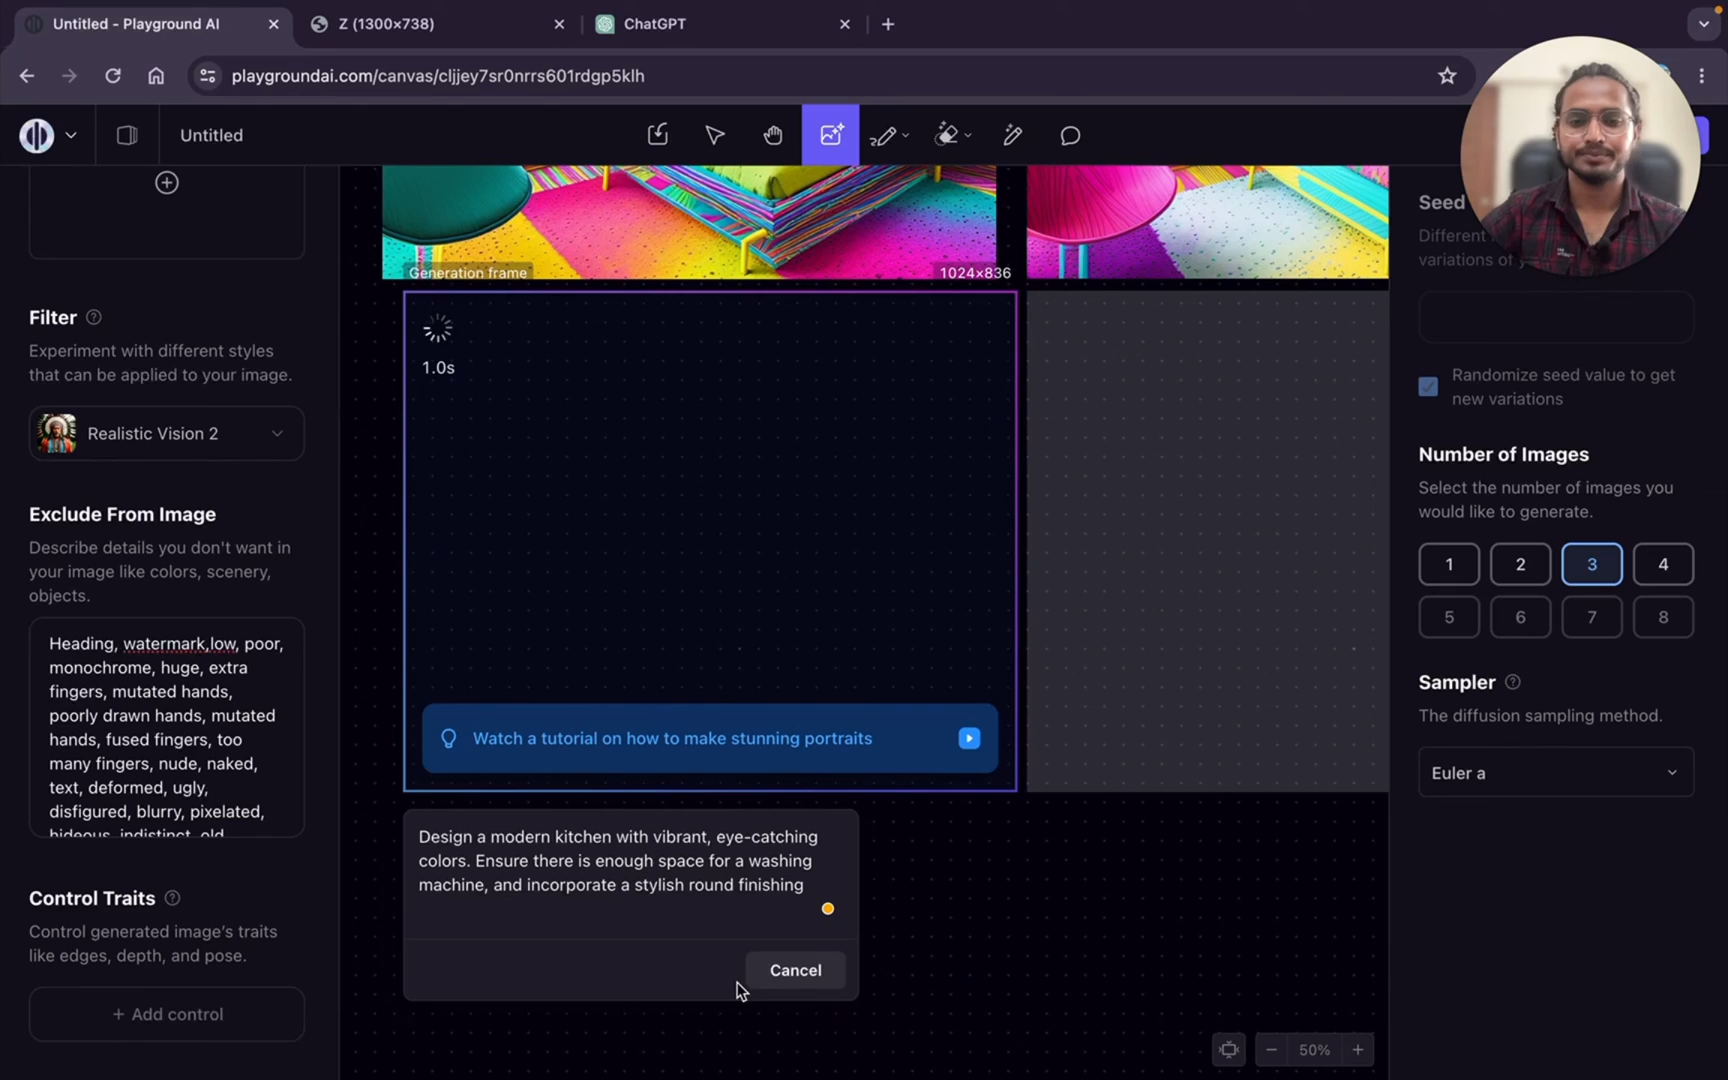 Untitled - Playground AI
Z (1300×738)
ChatGPT
playgroundai.com/canvas/cljjey7sr0nrrs601rdgp5klh
Untitled
Filter
Experiment with different styles
that can be applied to your image.
Realistic Vision 2
Exclude From Image
Describe details you don't want in
your image like colors, scenery,
objects.
Heading, watermark,low, poor,
monochrome, huge, extra
fingers, mutated hands,
poorly drawn hands, mutated
hands, fused fingers, too
many fingers, nude, naked,
text, deformed, ugly,
disfigured, blurry, pixelated,
hideous, indistinct, old,
Control Traits
Control generated image's traits
like edges, depth, and pose.
+ Add control
Generation frame
1024×836
1.0s
Watch a tutorial on how to make stunning portraits
Design a modern kitchen with vibrant, eye-catching
colors. Ensure there is enough space for a washing
machine, and incorporate a stylish round finishing
Cancel
50%
Seed
Different
variations of
Randomize seed value to get
new variations
Number of Images
Select the number of images you
would like to generate.
1 2 3 4
5 6 7 8
Sampler
The diffusion sampling method.
Euler a